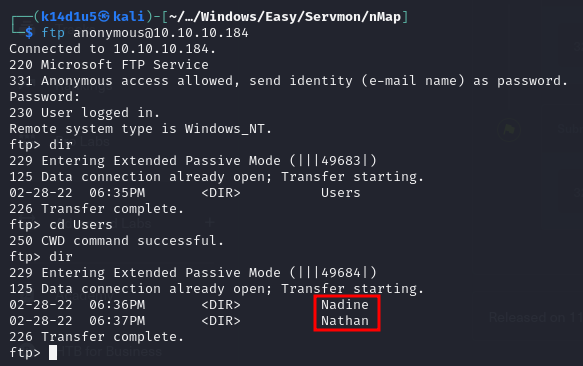 ┌──(k14d1u5㉿kali)-[~/…/Windows/Easy/Servmon/nMap]
└─$ ftp anonymous@10.10.10.184
Connected to 10.10.10.184.
220 Microsoft FTP Service
331 Anonymous access allowed, send identity (e-mail name) as password.
Password:
230 User logged in.
Remote system type is Windows_NT.
ftp> dir
229 Entering Extended Passive Mode (|||49683|)
125 Data connection already open; Transfer starting.
02-28-22  06:35PM       <DIR>          Users
226 Transfer complete.
ftp> cd Users
250 CWD command successful.
ftp> dir
229 Entering Extended Passive Mode (|||49684|)
125 Data connection already open; Transfer starting.
02-28-22  06:36PM       <DIR>          Nadine
02-28-22  06:37PM       <DIR>          Nathan
226 Transfer complete.
ftp>